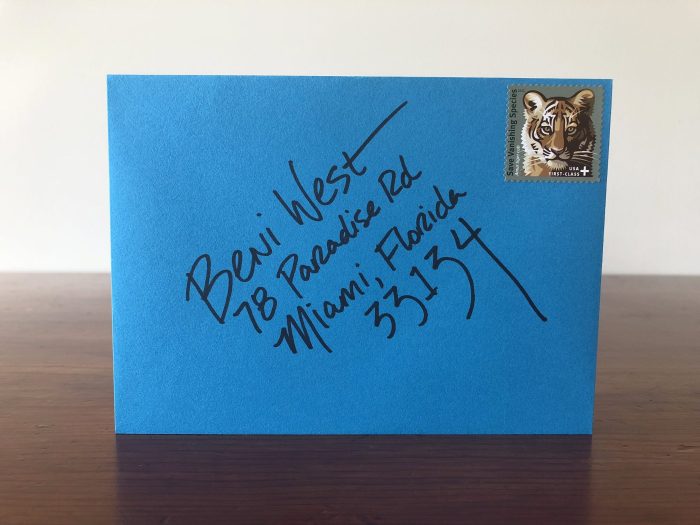 Beni West
78 Paradise Rd
Miami, Florida
33134
Save Vanishing Species
USA
FIRST-CLASS +